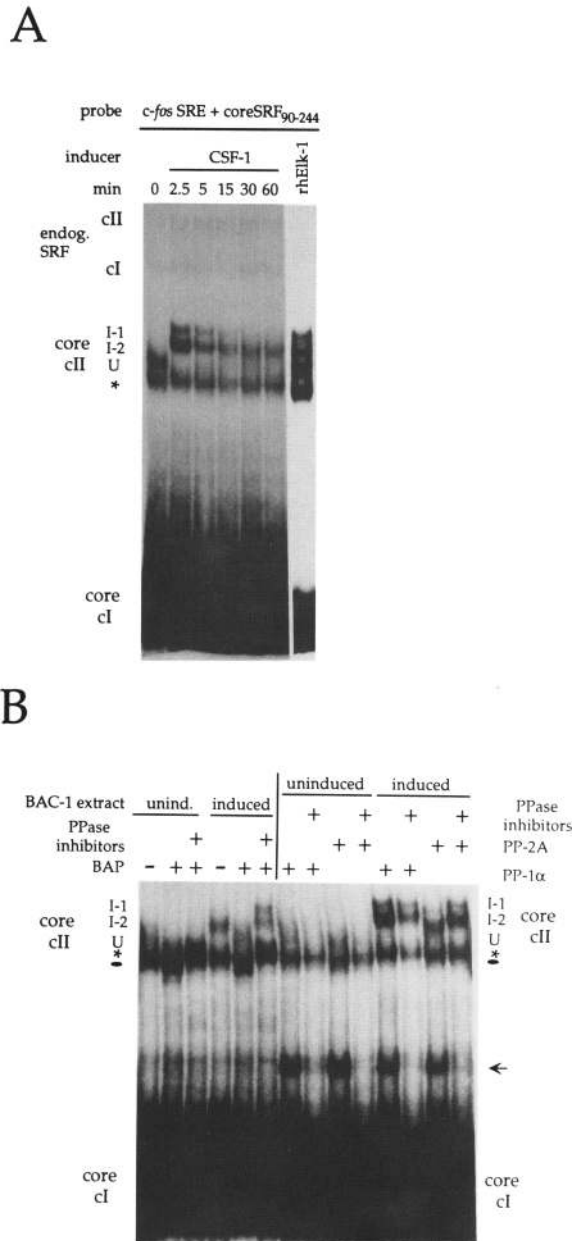 A
probe c-fos SRE + coreSRF90-244
inducer CSF-1 rhElk-1
min 0 2.5 5 15 30 60
endog. SRF
cII
cI
core cII
I-1
I-2
U
*
core cI
B
BAC-1 extract unind. induced uninduced induced
PPase inhibitors + + + + + + PPase inhibitors
+ + + + PP-2A
BAP - + + - + + + + + + PP-1α
core cII
I-1
I-2
U
*
I-1
I-2
U
*
core cII
←
core cI
core cI